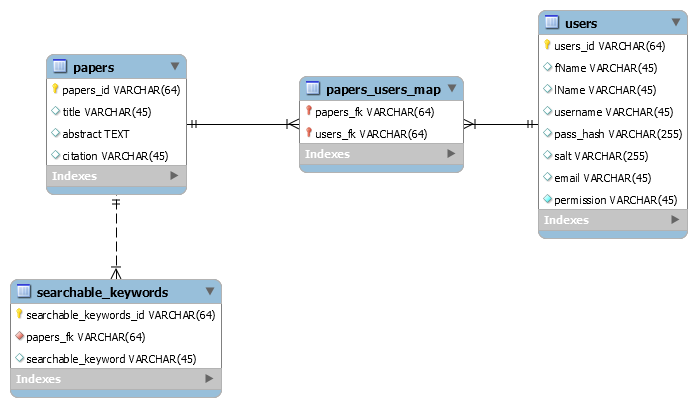 papers
papers_id VARCHAR(64)
title VARCHAR(45)
abstract TEXT
citation VARCHAR(45)
Indexes
papers_users_map
papers_fk VARCHAR(64)
users_fk VARCHAR(64)
Indexes
users
users_id VARCHAR(64)
fName VARCHAR(45)
lName VARCHAR(45)
username VARCHAR(45)
pass_hash VARCHAR(255)
salt VARCHAR(255)
email VARCHAR(45)
permission VARCHAR(45)
Indexes
searchable_keywords
searchable_keywords_id VARCHAR(64)
papers_fk VARCHAR(64)
searchable_keyword VARCHAR(45)
Indexes